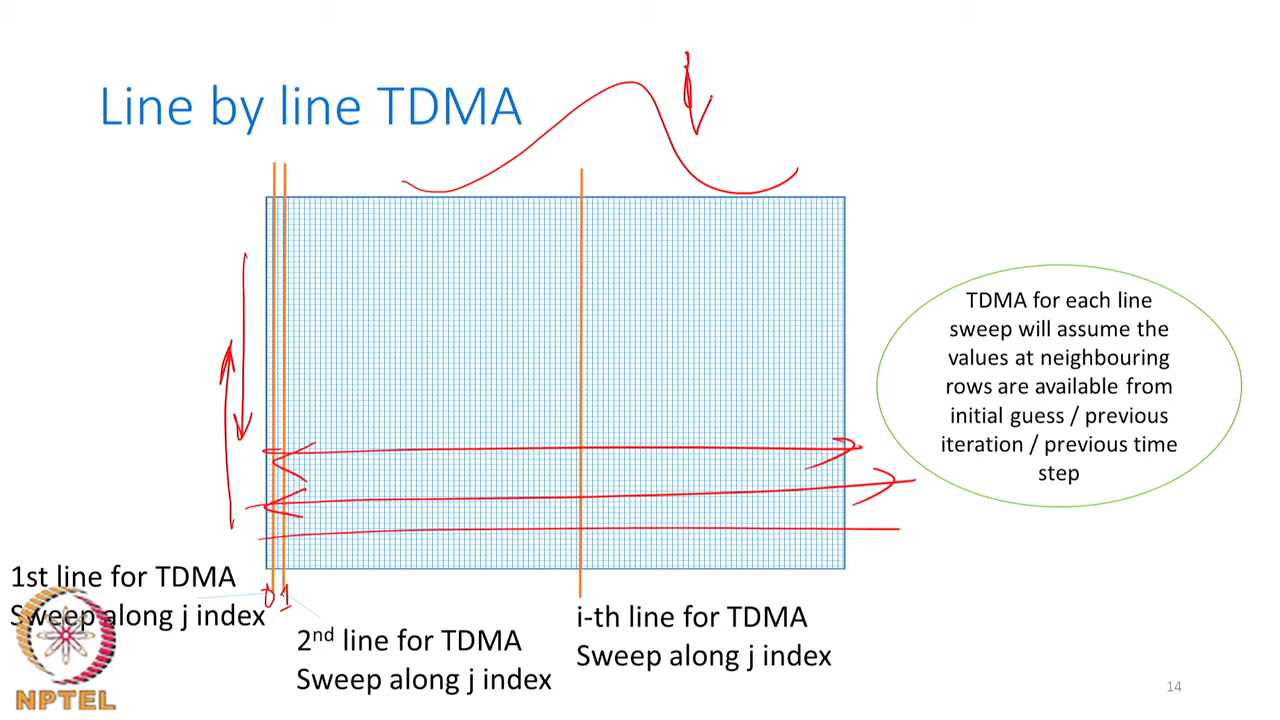 Line by line TDMA
TDMA for each line
sweep will assume the
values at neighbouring
rows are available from
initial guess / previous
iteration / previous time
step
1st line for TDMA
Sweep along j index
0 1
2nd line for TDMA
Sweep along j index
i-th line for TDMA
Sweep along j index
NPTEL
14